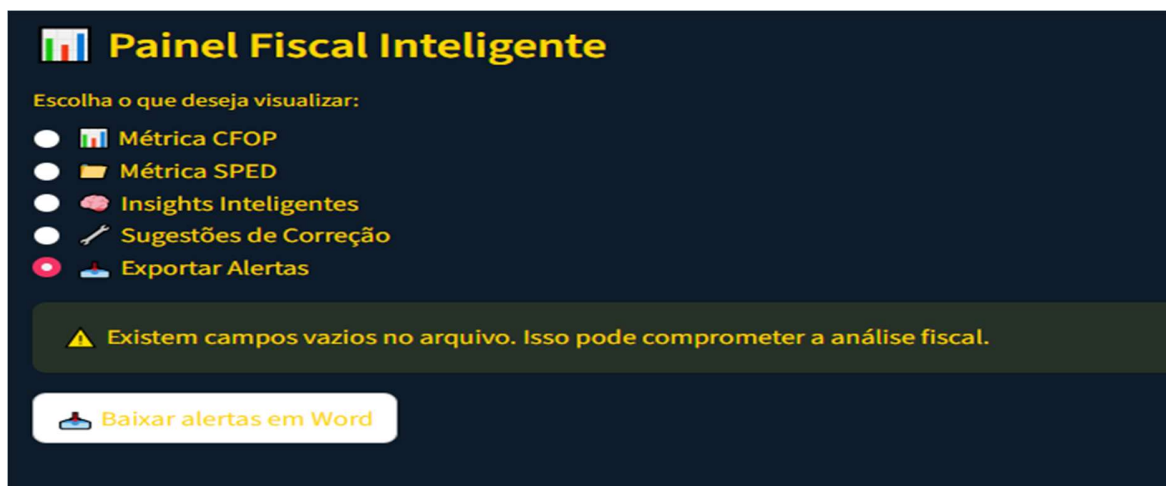 Painel Fiscal Inteligente
Escolha o que deseja visualizar:
Métrica CFOP
Métrica SPED
Insights Inteligentes
Sugestões de Correção
Exportar Alertas
Existem campos vazios no arquivo. Isso pode comprometer a análise fiscal.
Baixar alertas em Word